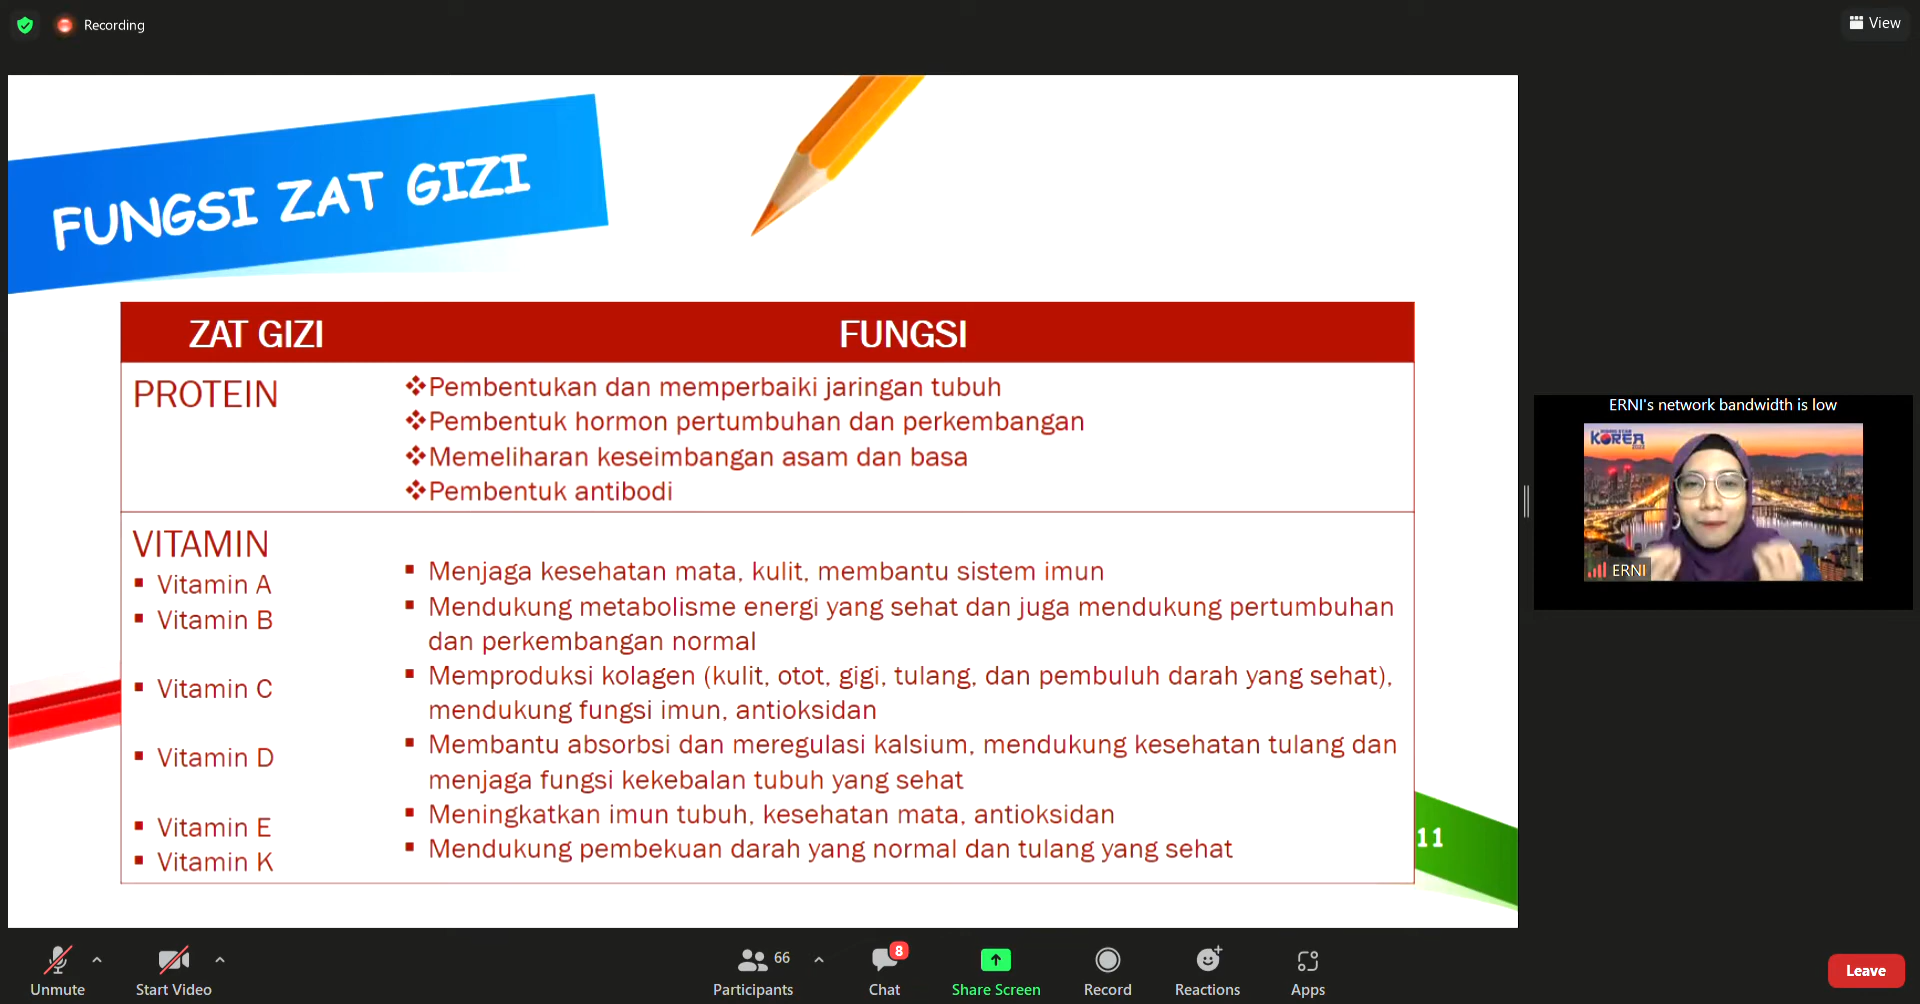 Recording
View
FUNGSI ZAT GIZI
ZAT GIZI FUNGSI
PROTEIN
❖Pembentukan dan memperbaiki jaringan tubuh
❖Pembentuk hormon pertumbuhan dan perkembangan
❖Memeliharan keseimbangan asam dan basa
❖Pembentuk antibodi
VITAMIN
▪ Vitamin A
▪ Vitamin B
▪ Vitamin C
▪ Vitamin D
▪ Vitamin E
▪ Vitamin K
▪ Menjaga kesehatan mata, kulit, membantu sistem imun
▪ Mendukung metabolisme energi yang sehat dan juga mendukung pertumbuhan
dan perkembangan normal
▪ Memproduksi kolagen (kulit, otot, gigi, tulang, dan pembuluh darah yang sehat),
mendukung fungsi imun, antioksidan
▪ Membantu absorbsi dan meregulasi kalsium, mendukung kesehatan tulang dan
menjaga fungsi kekebalan tubuh yang sehat
▪ Meningkatkan imun tubuh, kesehatan mata, antioksidan
▪ Mendukung pembekuan darah yang normal dan tulang yang sehat
11
ERNI's network bandwidth is low
KOREA
ERNI
Unmute
Start Video
66
Participants
8
Chat
Share Screen
Record
Reactions
Apps
Leave